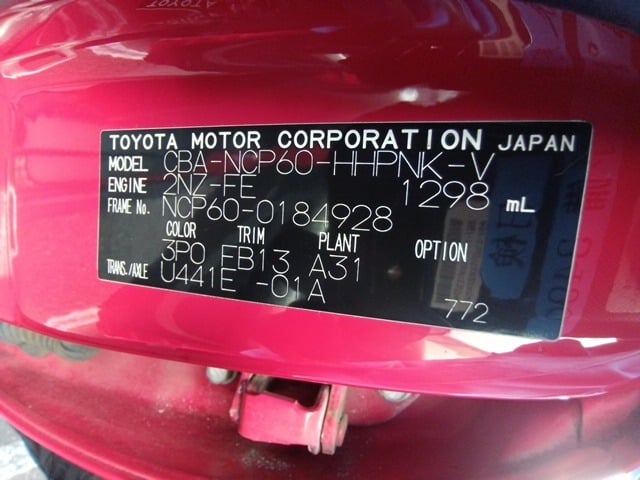 TOYOTA MOTOR CORPORATION JAPAN
MODEL CBA-NCP60-HHPNK-V
ENGINE 2NZ-FE 1298 mL
FRAME No. NCP60-0184928
COLOR TRIM PLANT OPTION
3P0 FB13 A31
TRANS./AXLE U441E -01A
772